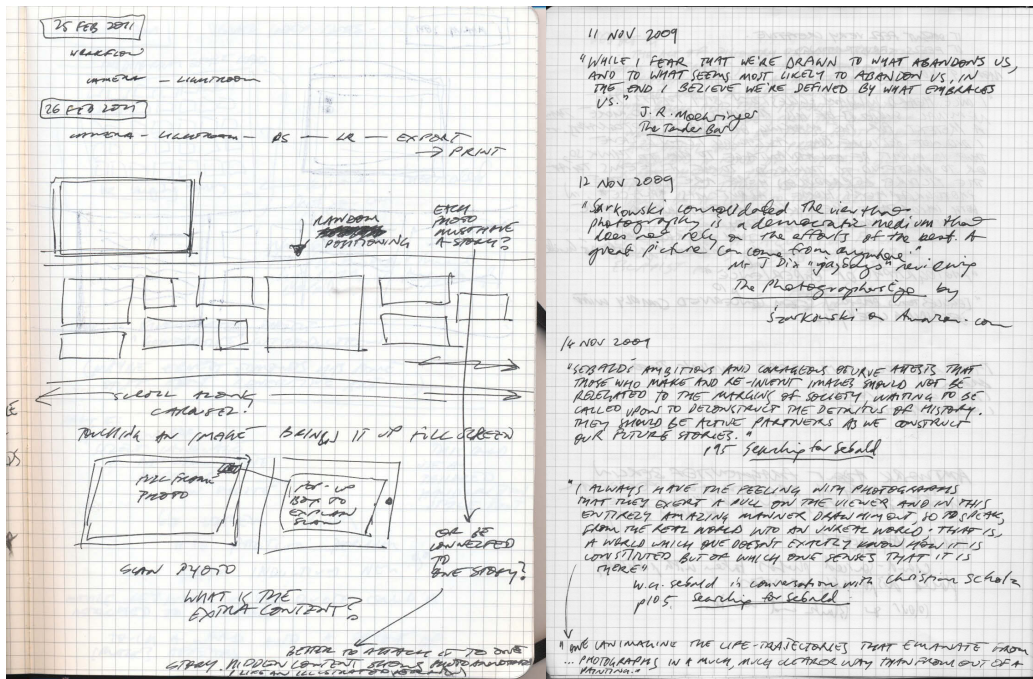 25 FEB 2011
WORKFLOW
CAMERA - LIGHTROOM
26 FEB 2011
CAMERA - LIGHTROOM - PS - LR - EXPORT
→ PRINT
RANDOM
POSITIONING
EACH
PHOTO
MUST HAVE
A STORY?
SCROLL ALONG
CAROUSEL?
TOUCHING AN IMAGE BRINGS IT UP FULL SCREEN
PHOTO
POP-UP
BOX TO
EXPLAIN
SCAN
SCAN PHOTO
OR BE
CONNECTED
TO
ONE STORY?
WHAT IS THE
EXTRA CONTENT?
BETTER TO ATTACH IT TO ONE
STORY. HIDDEN CONTENT
11 NOV 2009
"WHILE I FEAR THAT WE'RE DRAWN TO WHAT ABANDONS US,
AND TO WHAT SEEMS MOST LIKELY TO ABANDON US, IN
THE END I BELIEVE WE'RE DEFINED BY WHAT EMBRACES
US."
J.R. Moehringer
The Tender Bar
12 NOV 2009
"Sarkowski consolidated the view that
photography is a democratic medium that
does not rely on the efforts of the best. A
great picture can come from anywhere."
Mr J Dix "jaysdays" reviewing
The Photographers Eye by
Szarkowski on Amazon.com
14 NOV 2009
"SEBALD'S AMBITIOUS AND CORAGEOUS OEURVE ATTESTS THAT
THOSE WHO MAKE AND RE-INVENT IMAGES SHOULD NOT BE
RELEGATED TO THE MARGINS OF SOCIETY, WAITING TO BE
CALLED UPON TO DECONSTRUCT THE DETRITUS OF HISTORY.
THEY SHOULD BE ACTIVE PARTNERS AS WE CONSTRUCT
OUR FUTURE STORIES."
p95 Searching for Sebald
"I ALWAYS HAVE THE FEELING WITH PHOTOGRAPHS
THAT THEY EXERT A PULL ON THE VIEWER AND IN THIS
ENTIRELY AMAZING MANNER DRAW HIM OUT, SO TO SPEAK,
FROM THE REAL WORLD INTO AN UNREAL WORLD, THAT IS,
A WORLD WHICH ONE DOESN'T EXACTLY KNOW HOW IT IS
CONSTITUTED BUT OF WHICH ONE SENSES THAT IT IS
THERE"
W.G. Sebald in conversation with Christian Scholz
p105 Searching for Sebald
"ONE CAN IMAGINE THE LIFE-TRAJECTORIES THAT EMANATE FROM
... PHOTOGRAPHS IN A MUCH, MUCH CLEARER WAY THAN FROM OUT OF A
PAINTING."